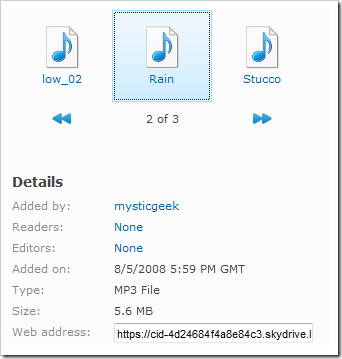 low_02 Rain Stucco
2 of 3
Details
Added by: mysticgeek
Readers: None
Editors: None
Added on: 8/5/2008 5:59 PM GMT
Type: MP3 File
Size: 5.6 MB
Web address: https://cid-4d24684f4a8e84c3.skydrive.l